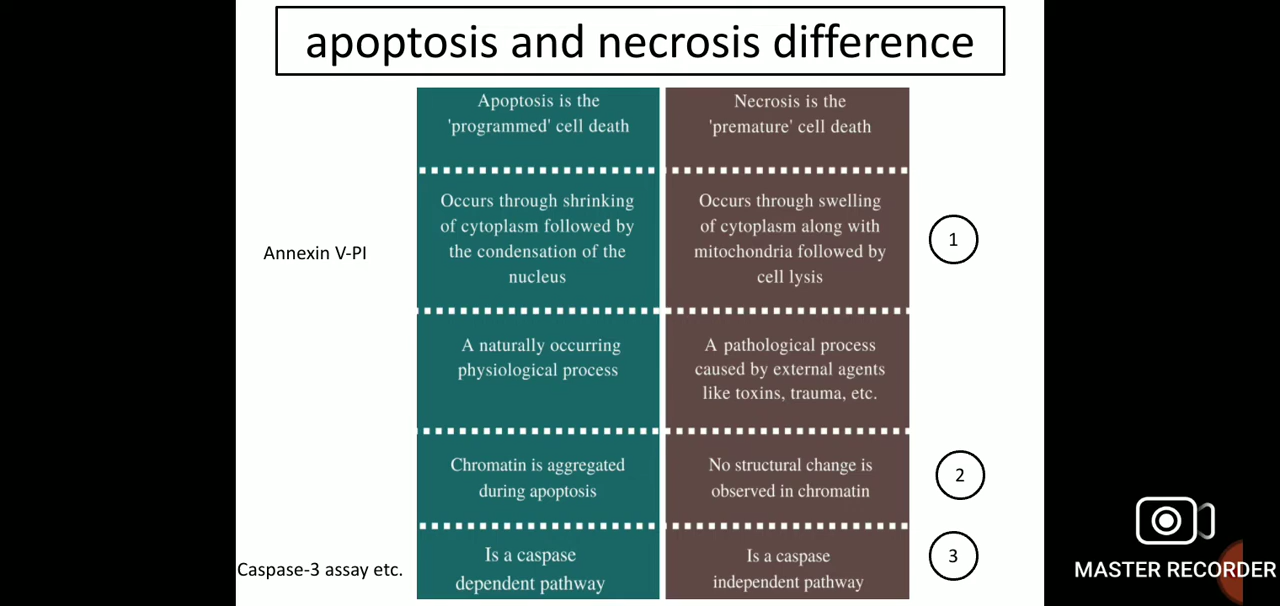 apoptosis and necrosis difference
Apoptosis is the
'programmed' cell death
Necrosis is the
'premature' cell death
Annexin V-PI
Occurs through shrinking
of cytoplasm followed by
the condensation of the
nucleus
Occurs through swelling
of cytoplasm along with
mitochondria followed by
cell lysis
1
A naturally occurring
physiological process
A pathological process
caused by external agents
like toxins, trauma, etc.
Chromatin is aggregated
during apoptosis
No structural change is
observed in chromatin
2
Caspase-3 assay etc.
Is a caspase
dependent pathway
Is a caspase
independent pathway
3
MASTER RECORDER